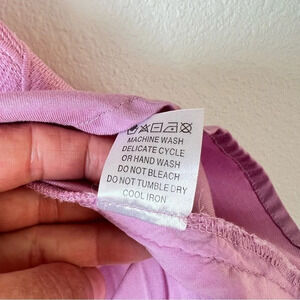 MACHINE WASH
DELICATE CYCLE
OR HAND WASH
DO NOT BLEACH
DO NOT TUMBLE DRY
COOL IRON